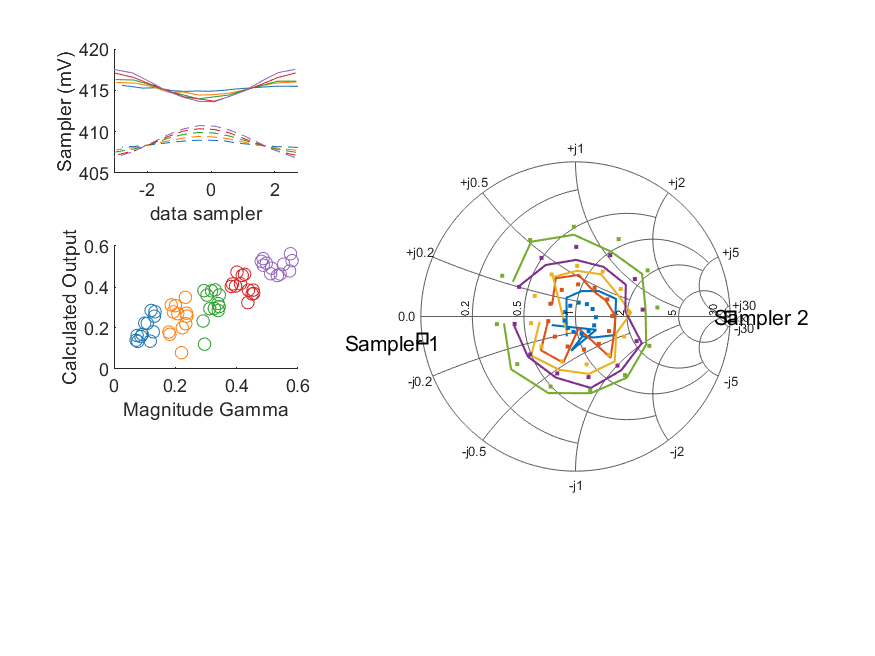 420
415
410
405
Sampler (mV)
-2 0 2
data sampler
0.6
0.4
0.2
0
Calculated Output
0 0.2 0.4 0.6
Magnitude Gamma
+j1
+j0.5 +j2
+j0.2 +j5
0.0 0.2 0.5 1 2 5 30 +j30
-j30
Sampler 2
Sampler 1
-j0.2 -j5
-j0.5 -j2
-j1